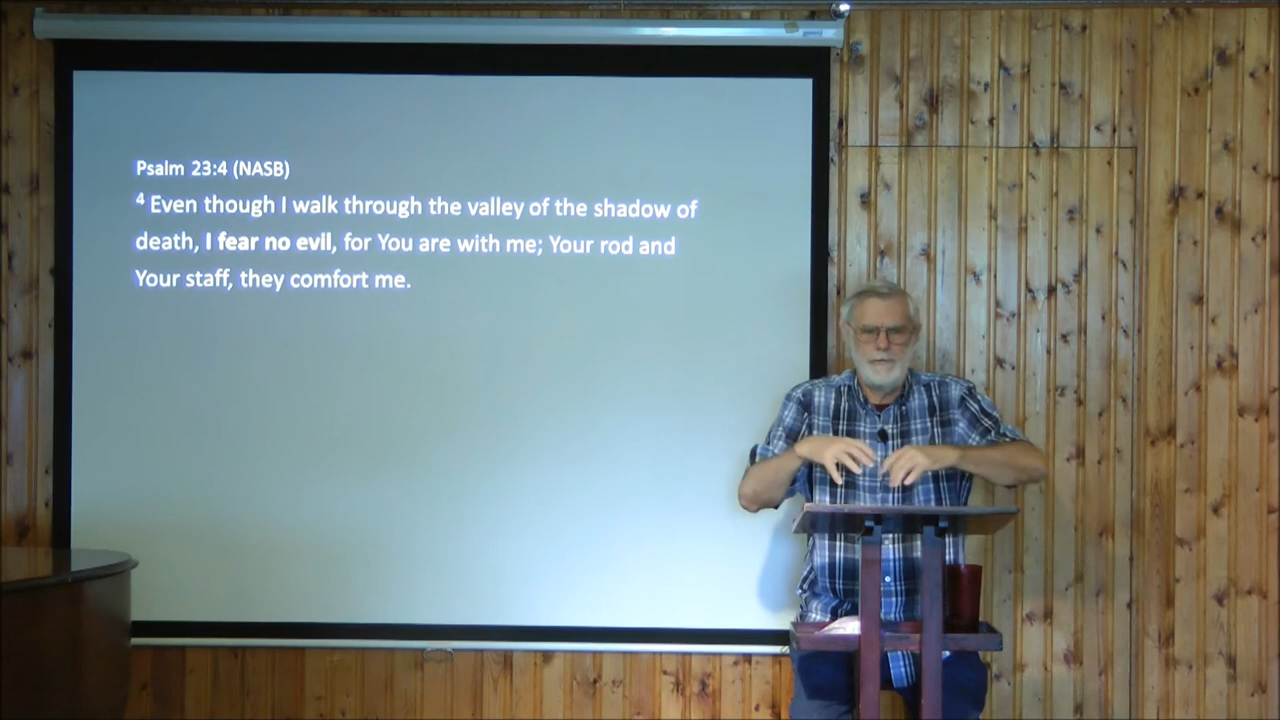 Psalm 23:4 (NASB)
⁴ Even though I walk through the valley of the shadow of
death, I fear no evil, for You are with me; Your rod and
Your staff, they comfort me.